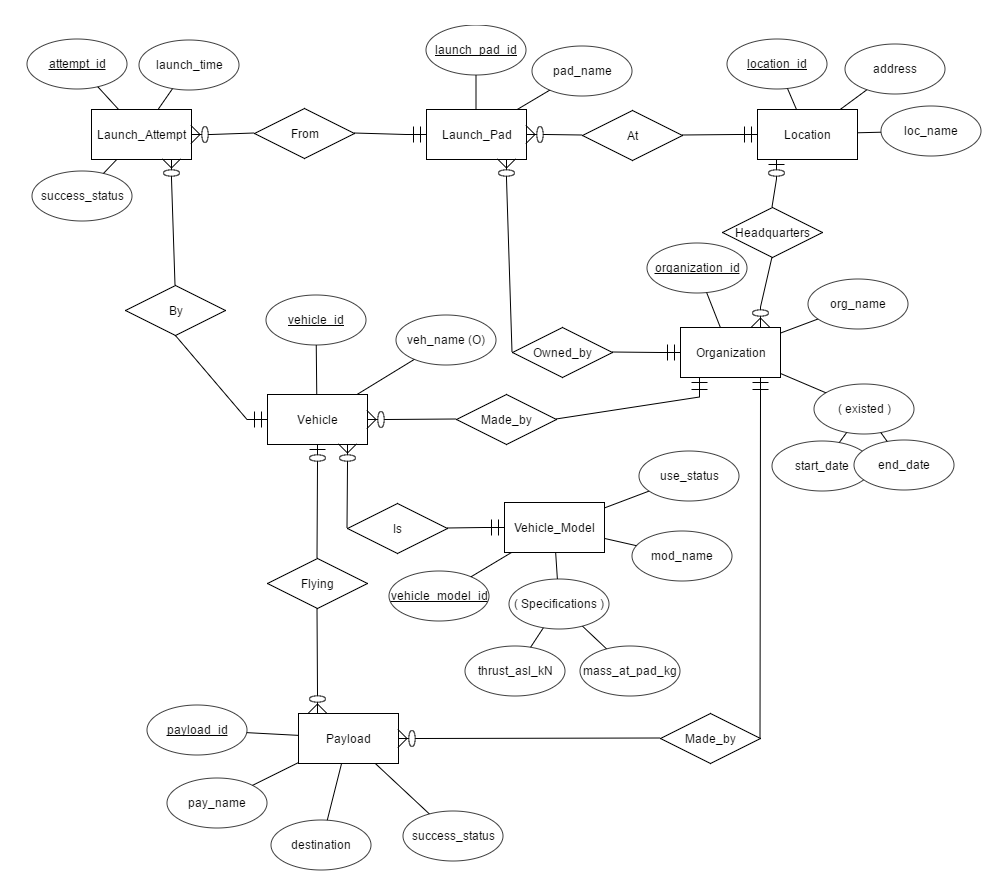 launch_pad_id
attempt_id
launch_time
location_id
address
pad_name
Launch_Attempt
From
Launch_Pad
At
Location
loc_name
success_status
Headquarters
organization_id
org_name
By
vehicle_id
veh_name (O)
Owned_by
Organization
( existed )
Vehicle
Made_by
start_date
end_date
use_status
Is
Vehicle_Model
mod_name
Flying
vehicle_model_id
( Specifications )
thrust_asl_kN
mass_at_pad_kg
payload_id
Payload
Made_by
pay_name
destination
success_status